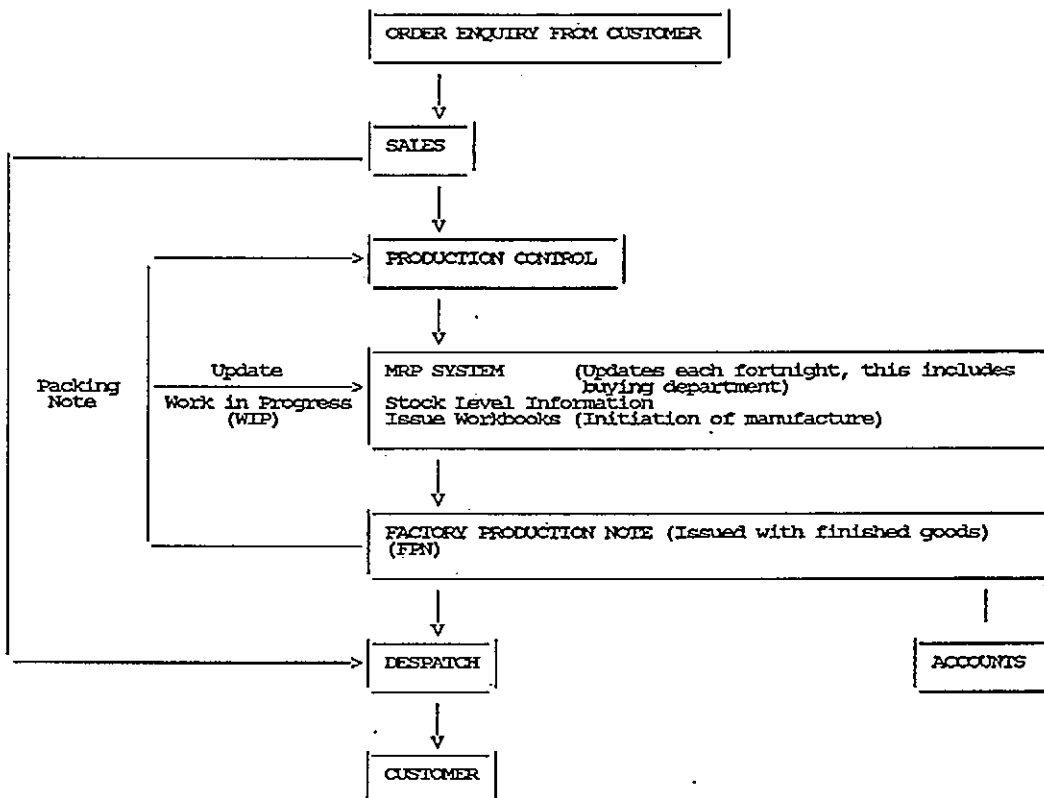 ORDER ENQUIRY FROM CUSTOMER
SALES
PRODUCTION CONTROL
Packing
Note
Update
Work in Progress
(WIP)
MRP SYSTEM (Updates each fortnight, this includes
buying department)
Stock Level Information
Issue Workbooks (Initiation of manufacture)
FACTORY PRODUCTION NOTE (Issued with finished goods)
(FPN)
DESPATCH
ACCOUNTS
CUSTOMER